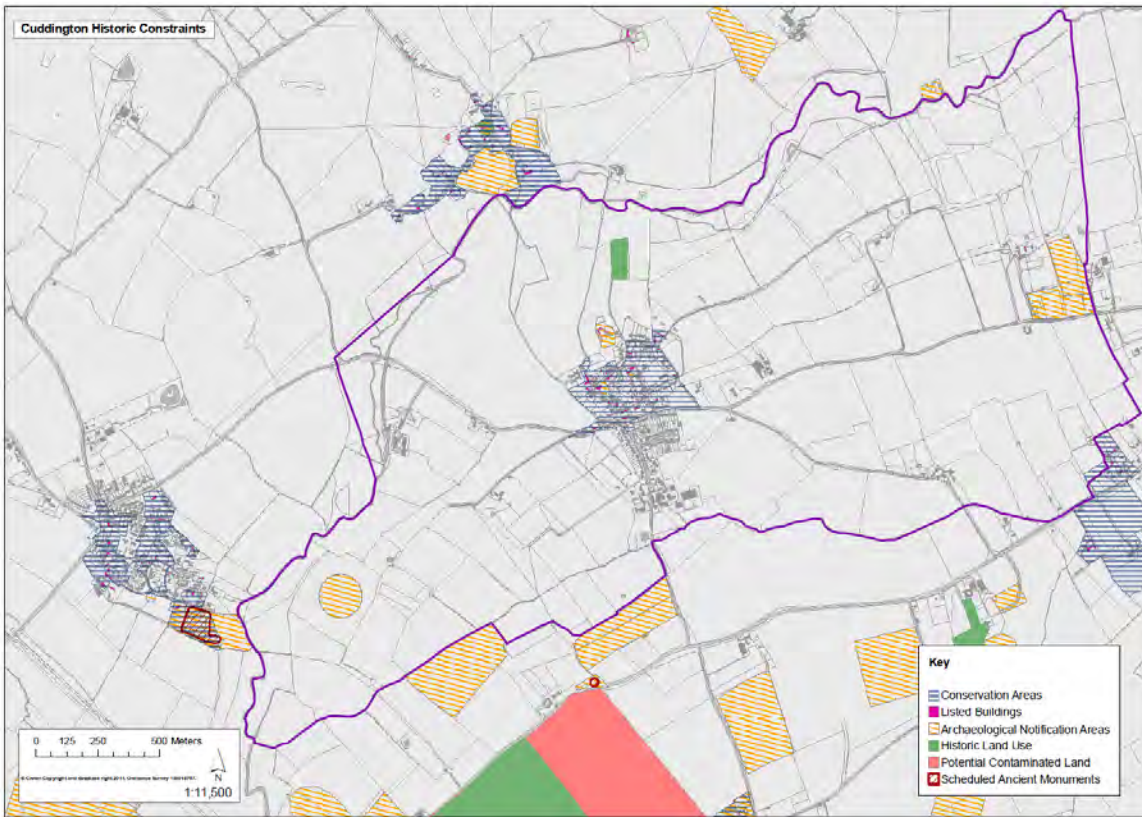 Cuddington Historic Constraints
Key
Conservation Areas
Listed Buildings
Archaeological Notification Areas
Historic Land Use
Potential Contaminated Land
Scheduled Ancient Monuments
0 125 250 500 Meters
N
1:11,500